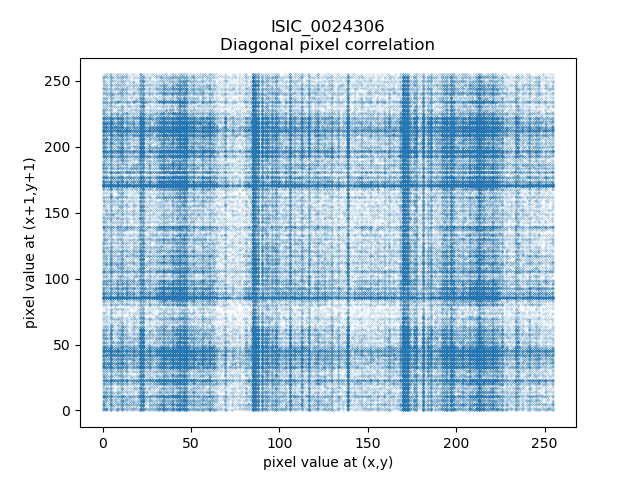 ISIC_0024306
Diagonal pixel correlation
pixel value at (x+1,y+1)
250
200
150
100
50
0
0 50 100 150 200 250
pixel value at (x,y)